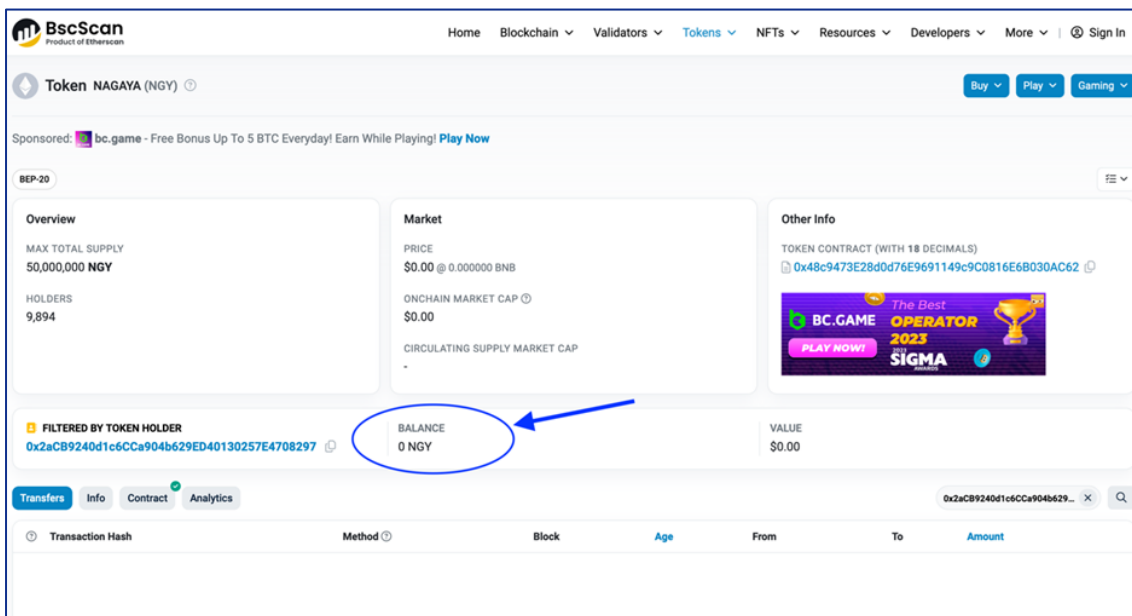 BscScan
Product of Etherscan
Home Blockchain Validators Tokens NFTs Resources Developers More | Sign In
Token NAGAYA (NGY)
Buy Play Gaming
Sponsored: bc.game - Free Bonus Up To 5 BTC Everyday! Earn While Playing! Play Now
BEP-20
Overview
MAX TOTAL SUPPLY
50,000,000 NGY
HOLDERS
9,894
Market
PRICE
$0.00 @ 0.000000 BNB
ONCHAIN MARKET CAP
$0.00
CIRCULATING SUPPLY MARKET CAP
-
Other Info
TOKEN CONTRACT (WITH 18 DECIMALS)
0x48c9473E28d0d76E9691149c9C0816E6B030AC62
BC.GAME
PLAY NOW!
The Best
OPERATOR
2023
2023
SIGMA
AWARDS
FILTERED BY TOKEN HOLDER
0x2aCB9240d1c6CCa904b629ED40130257E4708297
BALANCE
0 NGY
VALUE
$0.00
Transfers Info Contract Analytics
0x2aCB9240d1c6CCa904b629...
Transaction Hash Method Block Age From To Amount